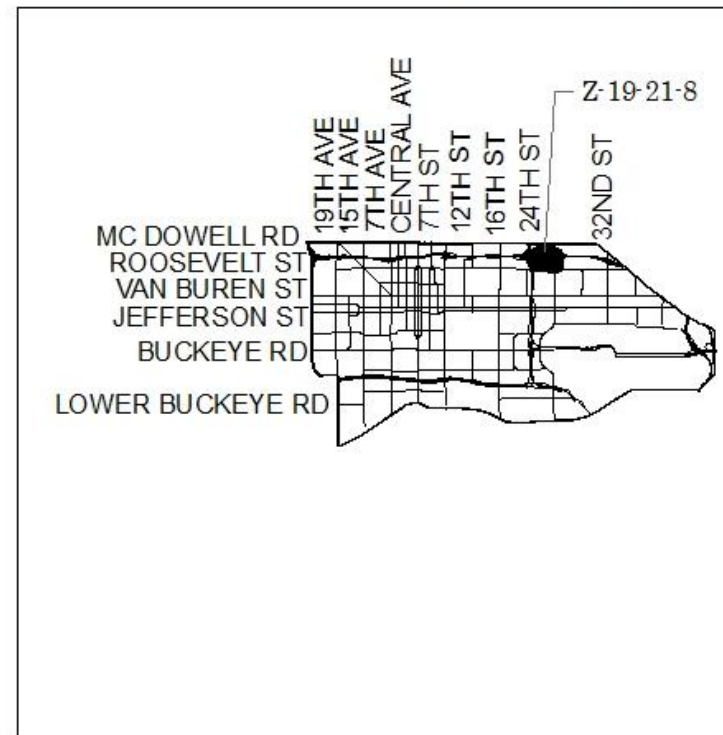 Z-19-21-8
19TH AVE
15TH AVE
7TH AVE
CENTRAL AVE
7TH ST
12TH ST
16TH ST
24TH ST
32ND ST
MC DOWELL RD
ROOSEVELT ST
VAN BUREN ST
JEFFERSON ST
BUCKEYE RD
LOWER BUCKEYE RD